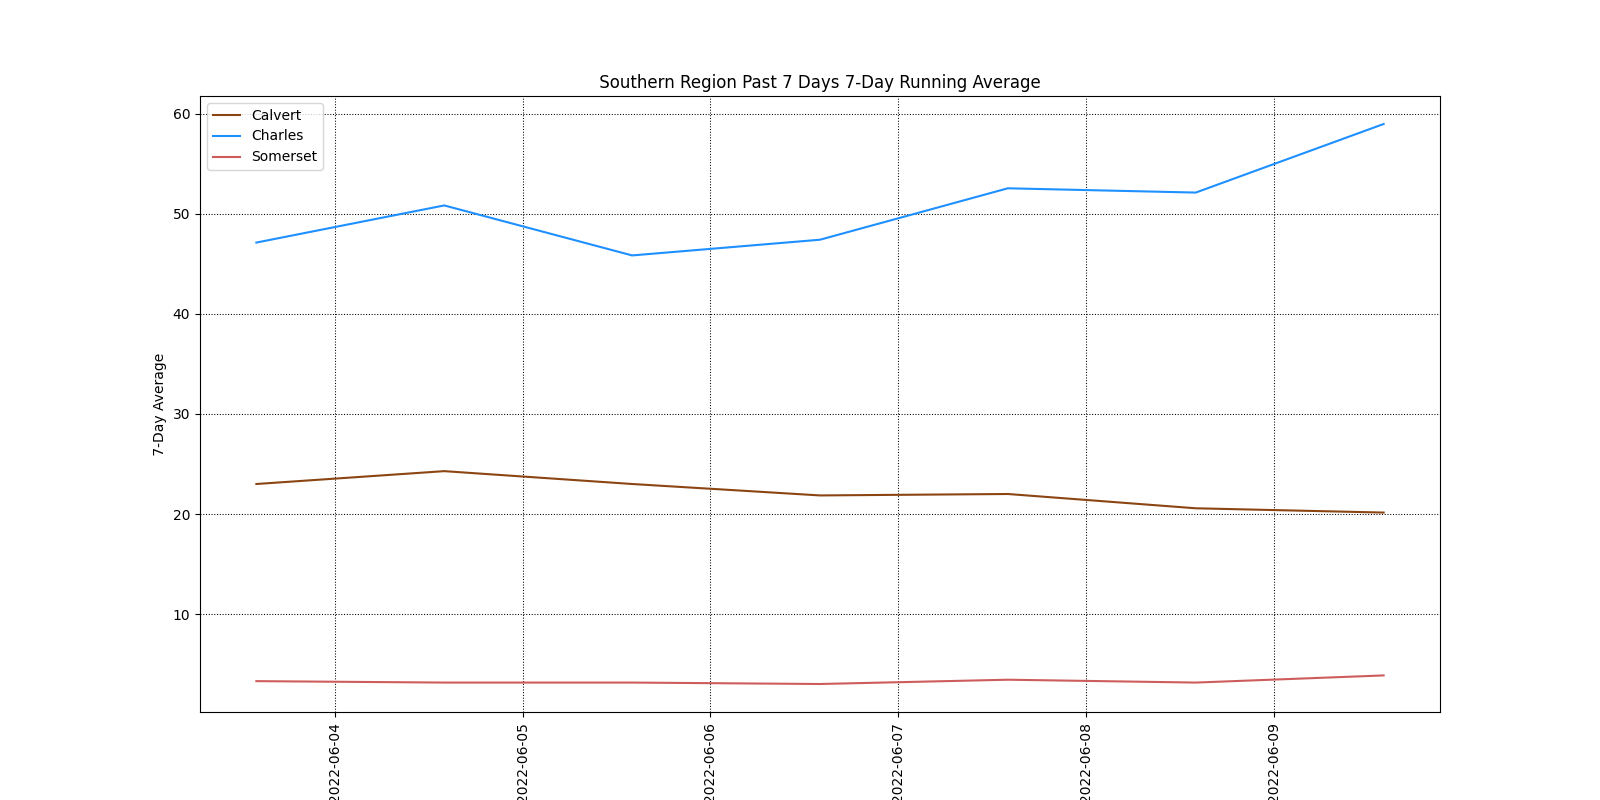 Southern Region Past 7 Days 7-Day Running Average
Calvert
Charles
Somerset
7-Day Average
60
50
40
30
20
10
2022-06-04
2022-06-05
2022-06-06
2022-06-07
2022-06-08
2022-06-09